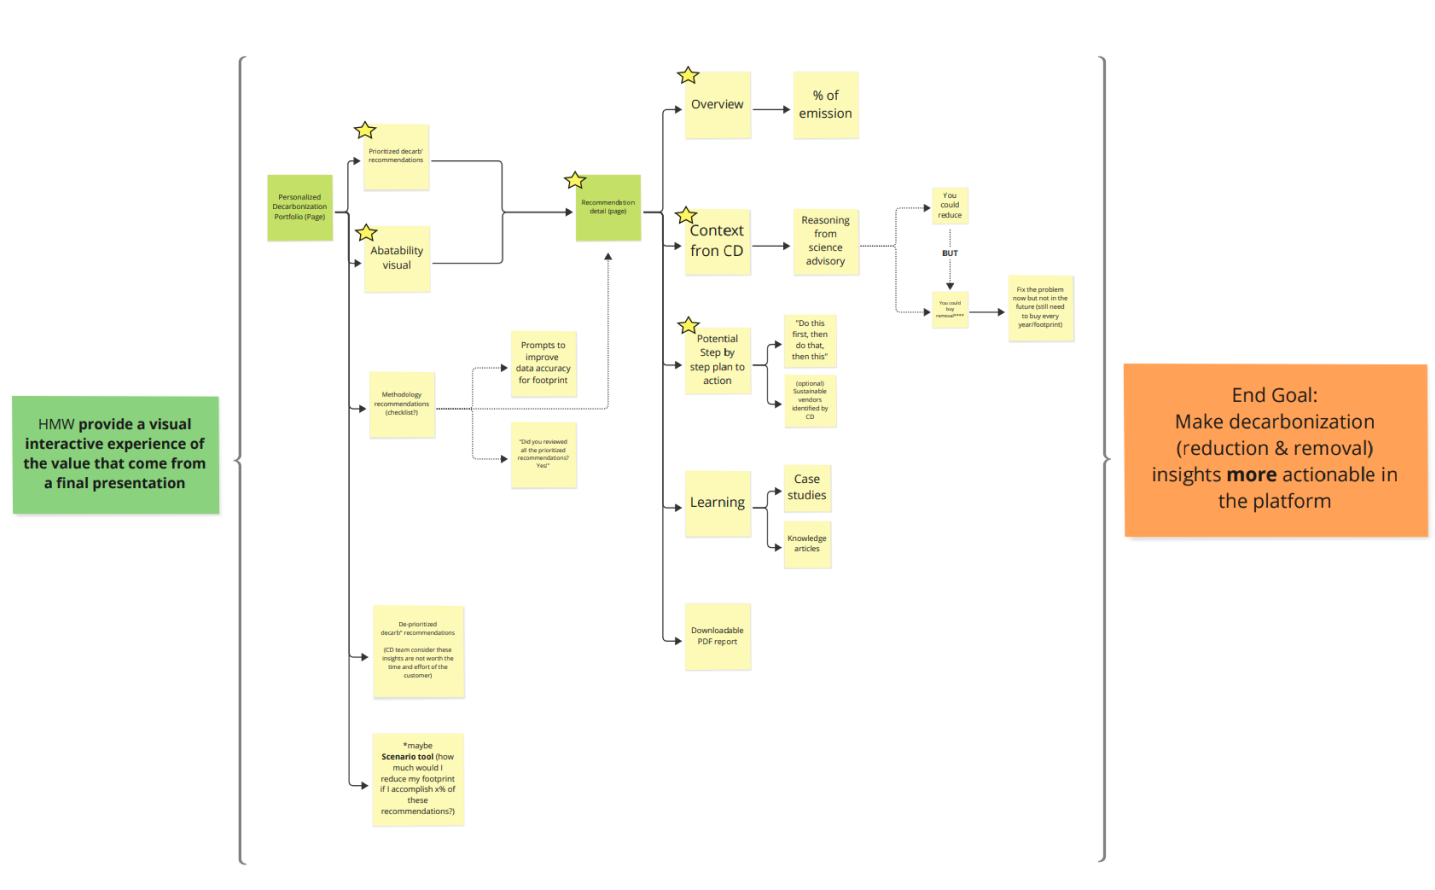 HMW provide a visual
interactive experience of
the value that come from
a final presentation
Personalized
Decarbonization
Portfolio (Page)
Prioritized decarb'
recommendations
Abatability
visual
Methodology
recommendations
(checklist?)
Prompts to
improve
data accuracy
for footprint
"Did you reviewed
all the prioritized
recommendations?
Yes!"
De-prioritized
decarb" recommendations
(CD team consider these
insights are not worth the
time and effort of the
customer)
*maybe
Scenario tool (how
much would I
reduce my footprint
if I accomplish x% of
these
recommendations?)
Recommendation
detail (page)
Overview
% of
emission
Context
fron CD
Reasoning
from
science
advisory
You
could
reduce
BUT
You could
buy
removal****
Fix the problem
now but not in the
future (still need
to buy every
year/footprint)
Potential
Step by
step plan to
action
"Do this
first, then
do that,
then this"
(optional)
Sustainable
vendors
identified by
CD
Learning
Case
studies
Knowledge
articles
Downloadable
PDF report
End Goal:
Make decarbonization
(reduction & removal)
insights more actionable in
the platform